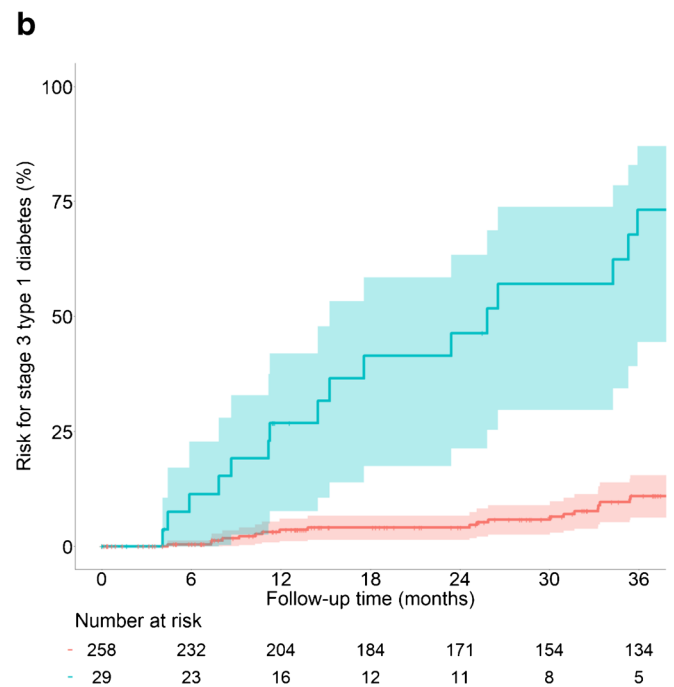 b
Risk for stage 3 type 1 diabetes (%)
100
75
50
25
0
0 6 12 18 24 30 36
Follow-up time (months)
Number at risk
258 232 204 184 171 154 134
29 23 16 12 11 8 5